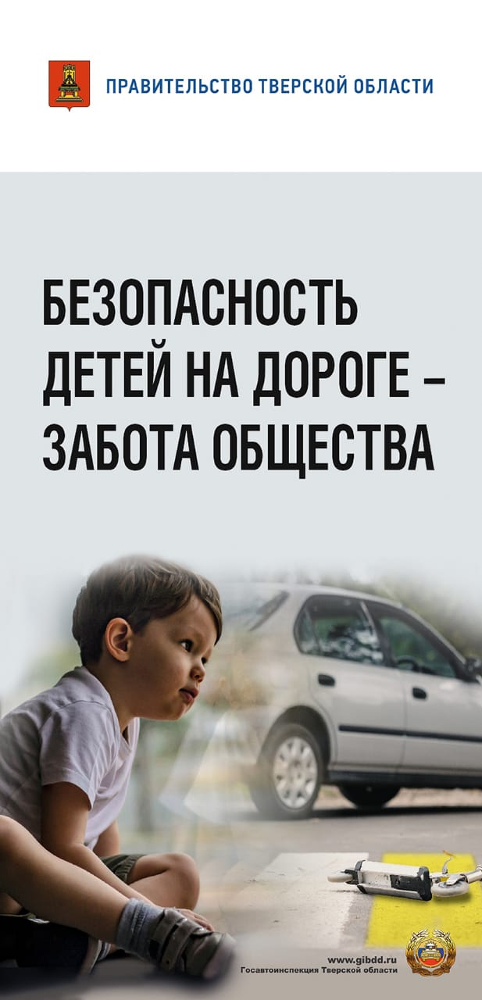 ПРАВИТЕЛЬСТВО ТВЕРСКОЙ ОБЛАСТИ
БЕЗОПАСНОСТЬ
ДЕТЕЙ НА ДОРОГЕ –
ЗАБОТА ОБЩЕСТВА
www.gibdd.ru
Госавтоинспекция Тверской области